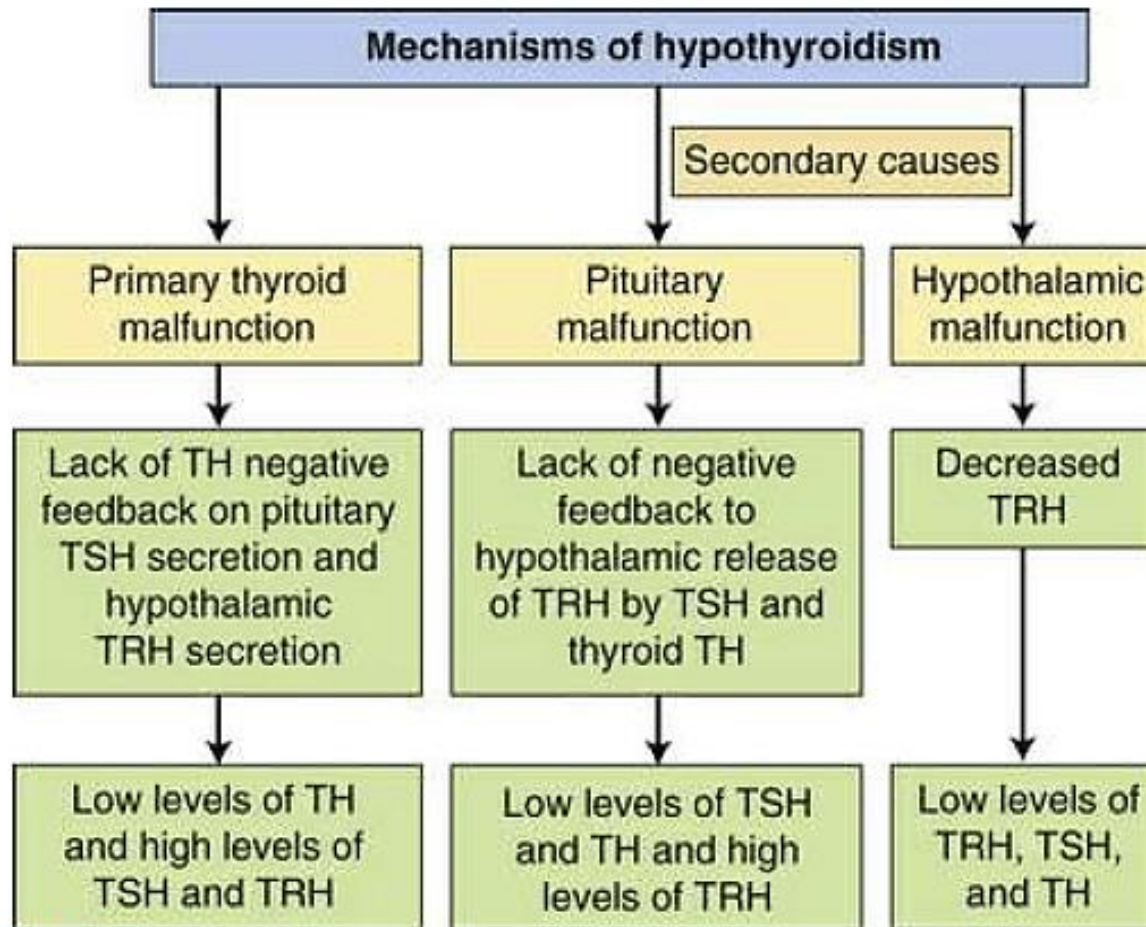 Mechanisms of hypothyroidism
Secondary causes
Primary thyroid
malfunction
Pituitary
malfunction
Hypothalamic
malfunction
Lack of TH negative
feedback on pituitary
TSH secretion and
hypothalamic
TRH secretion
Lack of negative
feedback to
hypothalamic release
of TRH by TSH and
thyroid TH
Decreased
TRH
Low levels of TH
and high levels of
TSH and TRH
Low levels of TSH
and TH and high
levels of TRH
Low levels of
TRH, TSH,
and TH